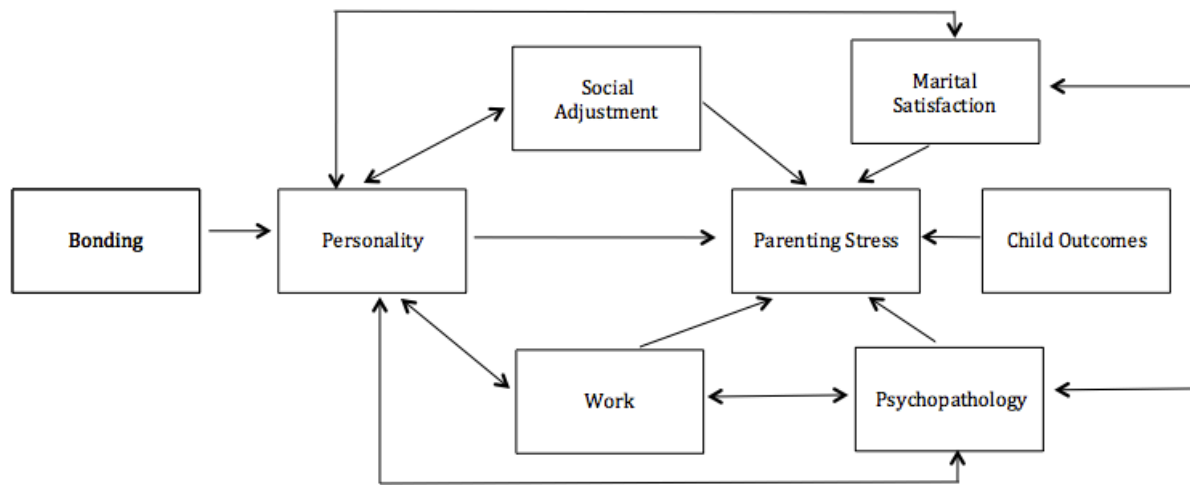 Social
Adjustment
Marital
Satisfaction
Bonding
Personality
Parenting Stress
Child Outcomes
Work
Psychopathology